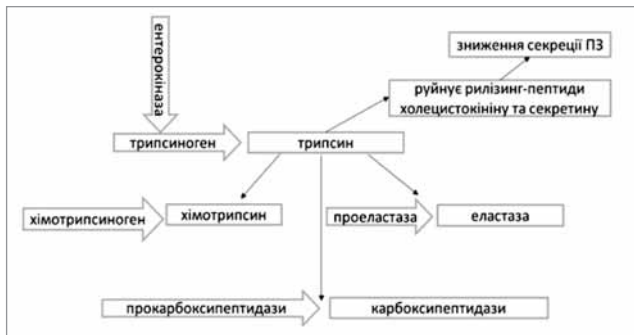 ентерокіназа
зниження секреції ПЗ
руйнує рилізинг-пептиди
холецистокініну та секретину
трипсиноген
трипсин
хімотрипсиноген
хімотрипсин
проеластаза
еластаза
прокарбоксипептидази
карбоксипептидази